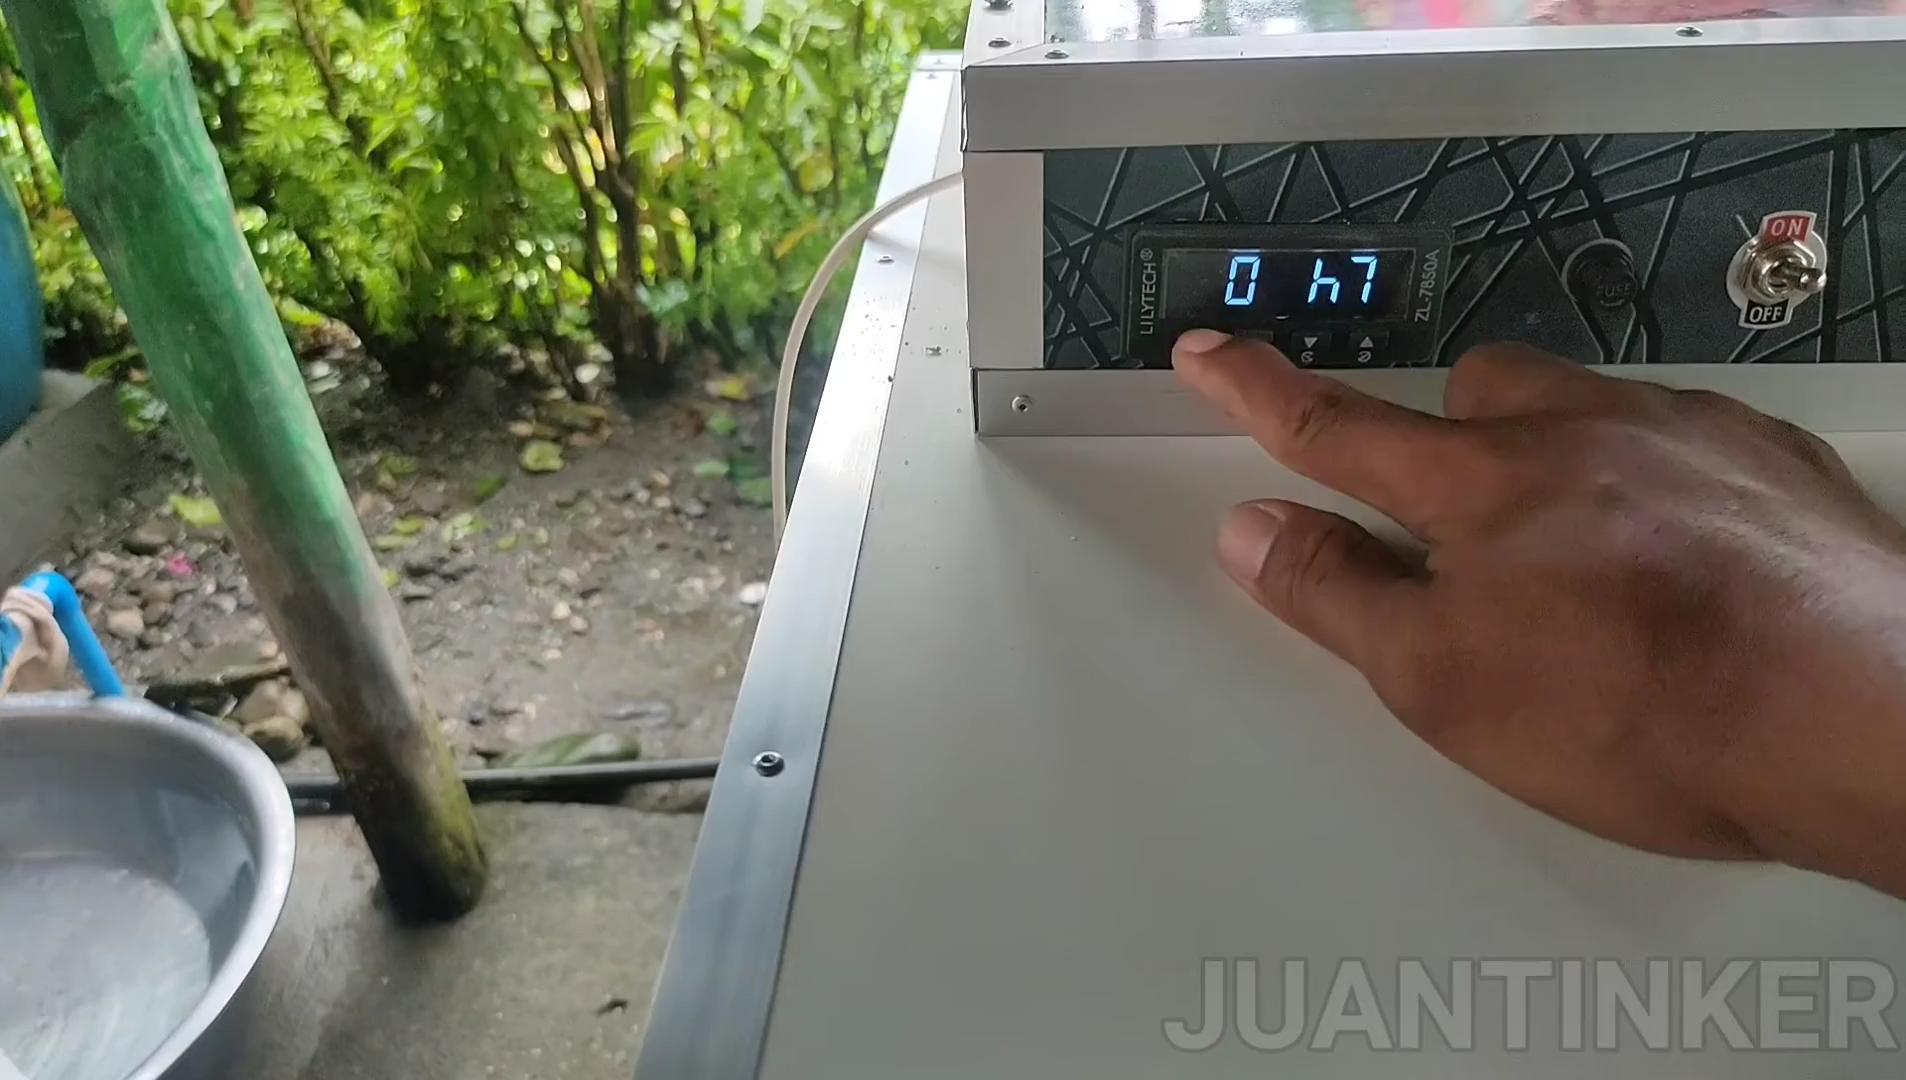 ON
LILYTECH®
0 h7
ZL-7850A
FUSE
OFF
JUANTINKER